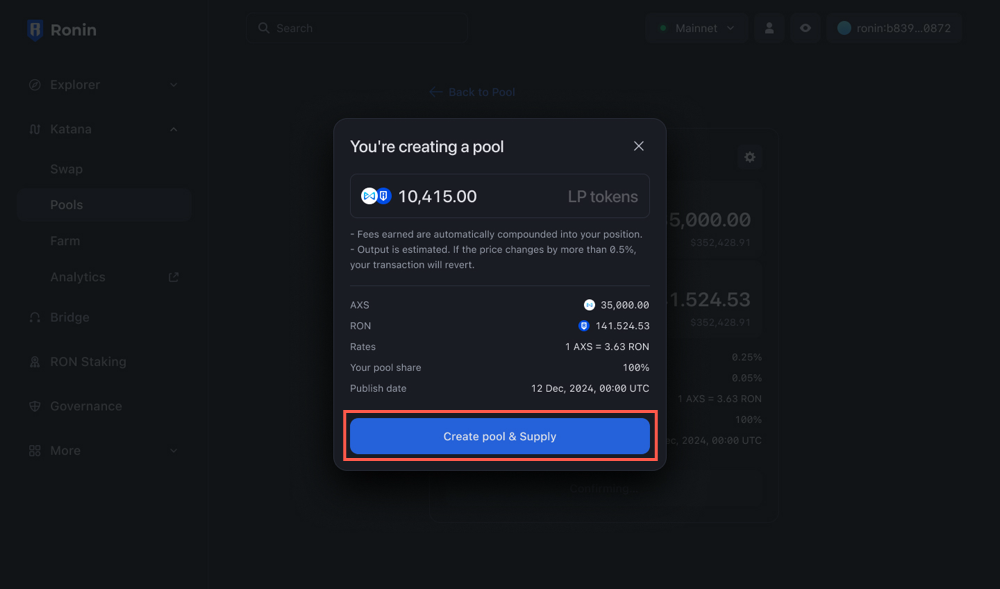 Ronin
Search
Mainnet
ronin:b839...0872
Explorer
Katana
Swap
Pools
Farm
Analytics
Bridge
RON Staking
Governance
More
← Back to Pool
You're creating a pool
10,415.00 LP tokens
- Fees earned are automatically compounded into your position.
- Output is estimated. If the price changes by more than 0.5%,
your transaction will revert.
AXS 35,000.00
RON 141.524.53
Rates 1 AXS = 3.63 RON
Your pool share 100%
Publish date 12 Dec, 2024, 00:00 UTC
Create pool & Supply
5,000.00
$352,428.91
1.524.53
$352,428.91
0.25%
0.05%
1 AXS = 3.63 RON
100%
2024, 00:00 UTC